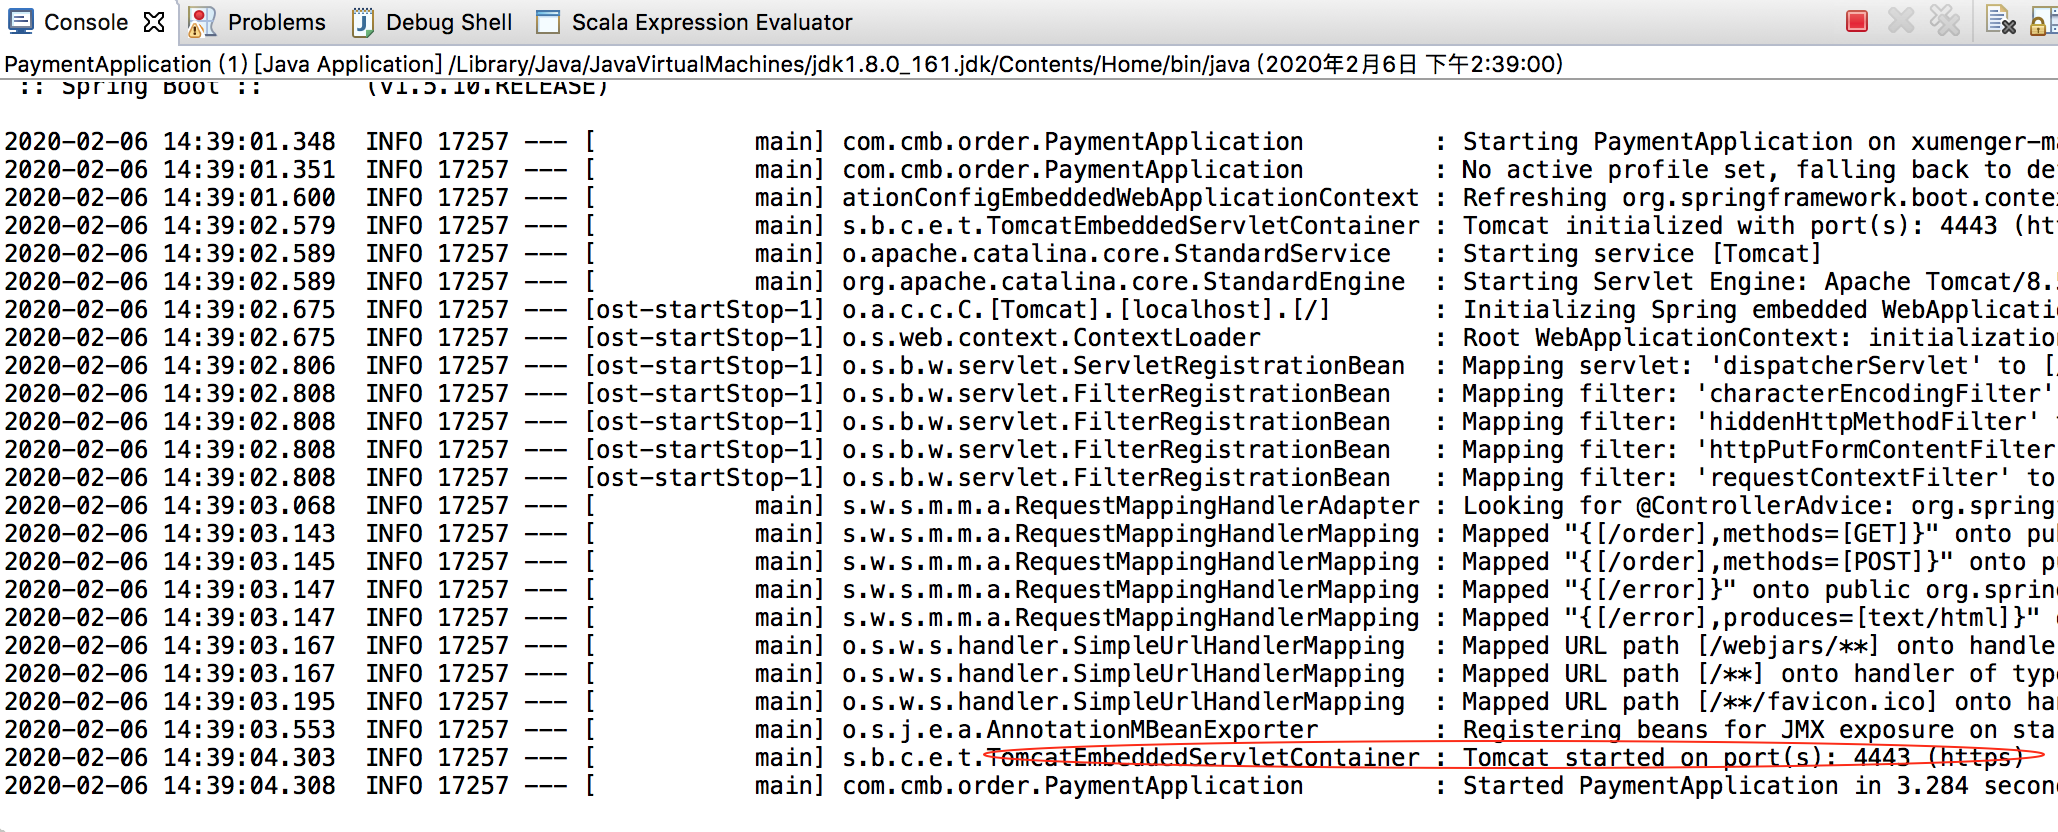 Console Problems Debug Shell Scala Expression Evaluator
PaymentApplication (1) [Java Application] /Library/Java/JavaVirtualMachines/jdk1.8.0_161.jdk/Contents/Home/bin/java (2020年2月6日 下午2:39:00)
:: Spring Boot ::        (v1.5.10.RELEASE)
2020-02-06 14:39:01.348  INFO 17257 --- [           main] com.cmb.order.PaymentApplication         : Starting PaymentApplication on xumenger-ma
2020-02-06 14:39:01.351  INFO 17257 --- [           main] com.cmb.order.PaymentApplication         : No active profile set, falling back to de
2020-02-06 14:39:01.600  INFO 17257 --- [           main] ationConfigEmbeddedWebApplicationContext : Refreshing org.springframework.boot.conte
2020-02-06 14:39:02.579  INFO 17257 --- [           main] s.b.c.e.t.TomcatEmbeddedServletContainer : Tomcat initialized with port(s): 4443 (ht
2020-02-06 14:39:02.589  INFO 17257 --- [           main] o.apache.catalina.core.StandardService   : Starting service [Tomcat]
2020-02-06 14:39:02.589  INFO 17257 --- [           main] org.apache.catalina.core.StandardEngine  : Starting Servlet Engine: Apache Tomcat/8.5
2020-02-06 14:39:02.675  INFO 17257 --- [ost-startStop-1] o.a.c.c.C.[Tomcat].[localhost].[/]       : Initializing Spring embedded WebApplicati
2020-02-06 14:39:02.675  INFO 17257 --- [ost-startStop-1] o.s.web.context.ContextLoader            : Root WebApplicationContext: initialization
2020-02-06 14:39:02.806  INFO 17257 --- [ost-startStop-1] o.s.b.w.servlet.ServletRegistrationBean  : Mapping servlet: 'dispatcherServlet' to [/
2020-02-06 14:39:02.808  INFO 17257 --- [ost-startStop-1] o.s.b.w.servlet.FilterRegistrationBean   : Mapping filter: 'characterEncodingFilter'
2020-02-06 14:39:02.808  INFO 17257 --- [ost-startStop-1] o.s.b.w.servlet.FilterRegistrationBean   : Mapping filter: 'hiddenHttpMethodFilter'
2020-02-06 14:39:02.808  INFO 17257 --- [ost-startStop-1] o.s.b.w.servlet.FilterRegistrationBean   : Mapping filter: 'httpPutFormContentFilter
2020-02-06 14:39:02.808  INFO 17257 --- [ost-startStop-1] o.s.b.w.servlet.FilterRegistrationBean   : Mapping filter: 'requestContextFilter' to
2020-02-06 14:39:03.068  INFO 17257 --- [           main] s.w.s.m.m.a.RequestMappingHandlerAdapter : Looking for @ControllerAdvice: org.spring
2020-02-06 14:39:03.143  INFO 17257 --- [           main] s.w.s.m.m.a.RequestMappingHandlerMapping : Mapped "{[/order],methods=[GET]}" onto pu
2020-02-06 14:39:03.145  INFO 17257 --- [           main] s.w.s.m.m.a.RequestMappingHandlerMapping : Mapped "{[/order],methods=[POST]}" onto p
2020-02-06 14:39:03.147  INFO 17257 --- [           main] s.w.s.m.m.a.RequestMappingHandlerMapping : Mapped "{[/error]}" onto public org.sprin
2020-02-06 14:39:03.147  INFO 17257 --- [           main] s.w.s.m.m.a.RequestMappingHandlerMapping : Mapped "{[/error],produces=[text/html]}"
2020-02-06 14:39:03.167  INFO 17257 --- [           main] o.s.w.s.handler.SimpleUrlHandlerMapping  : Mapped URL path [/webjars/**] onto handle
2020-02-06 14:39:03.167  INFO 17257 --- [           main] o.s.w.s.handler.SimpleUrlHandlerMapping  : Mapped URL path [/**] onto handler of typ
2020-02-06 14:39:03.195  INFO 17257 --- [           main] o.s.w.s.handler.SimpleUrlHandlerMapping  : Mapped URL path [/**/favicon.ico] onto ha
2020-02-06 14:39:03.553  INFO 17257 --- [           main] o.s.j.e.a.AnnotationMBeanExporter        : Registering beans for JMX exposure on sta
2020-02-06 14:39:04.303  INFO 17257 --- [           main] s.b.c.e.t.TomcatEmbeddedServletContainer : Tomcat started on port(s): 4443 (https)
2020-02-06 14:39:04.308  INFO 17257 --- [           main] com.cmb.order.PaymentApplication         : Started PaymentApplication in 3.284 secon